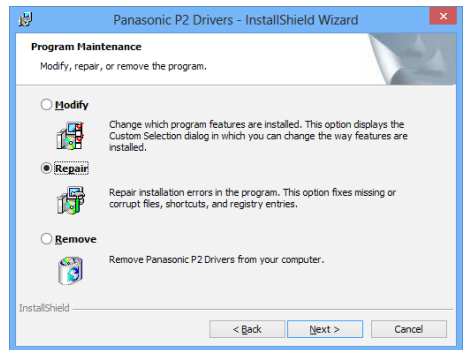 Panasonic P2 Drivers - InstallShield Wizard
Program Maintenance
Modify, repair, or remove the program.
Modify
Change which program features are installed. This option displays the
Custom Selection dialog in which you can change the way features are
installed.
Repair
Repair installation errors in the program. This option fixes missing or
corrupt files, shortcuts, and registry entries.
Remove
Remove Panasonic P2 Drivers from your computer.
InstallShield
< Back Next > Cancel